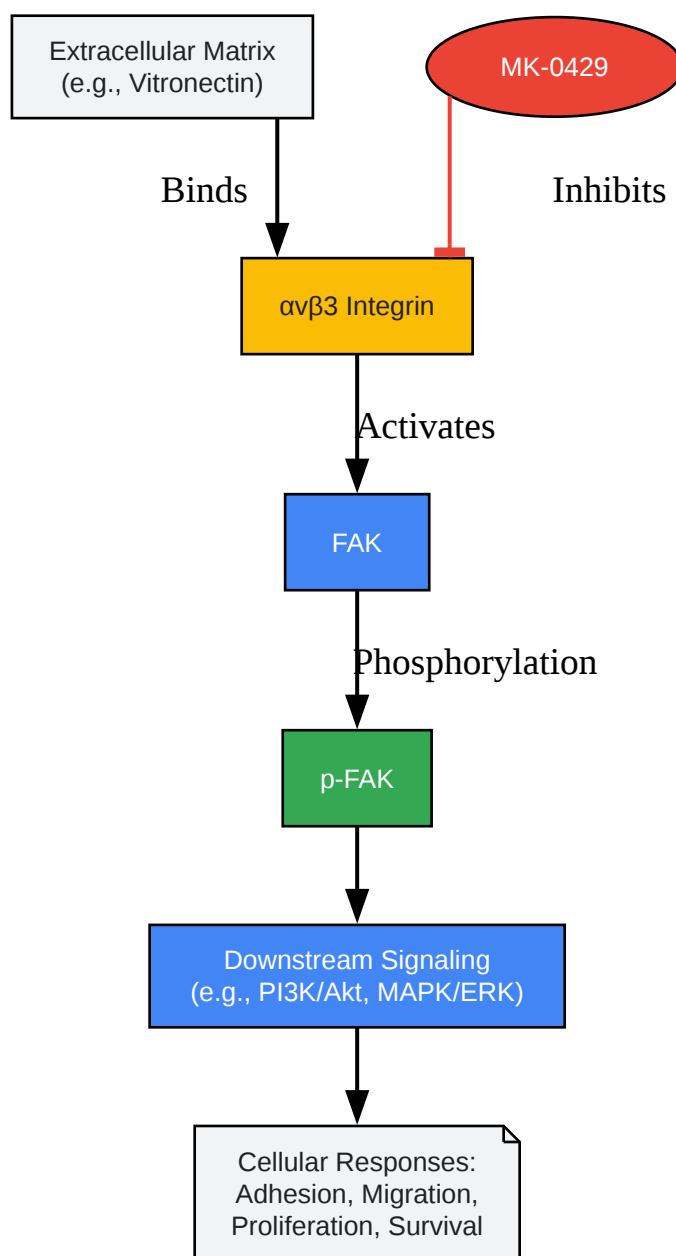 Extracellular Matrix
(e.g., Vitronectin)
MK-0429
Binds
Inhibits
αvβ3 Integrin
Activates
FAK
Phosphorylation
p-FAK
Downstream Signaling
(e.g., PI3K/Akt, MAPK/ERK)
Cellular Responses:
Adhesion, Migration,
Proliferation, Survival